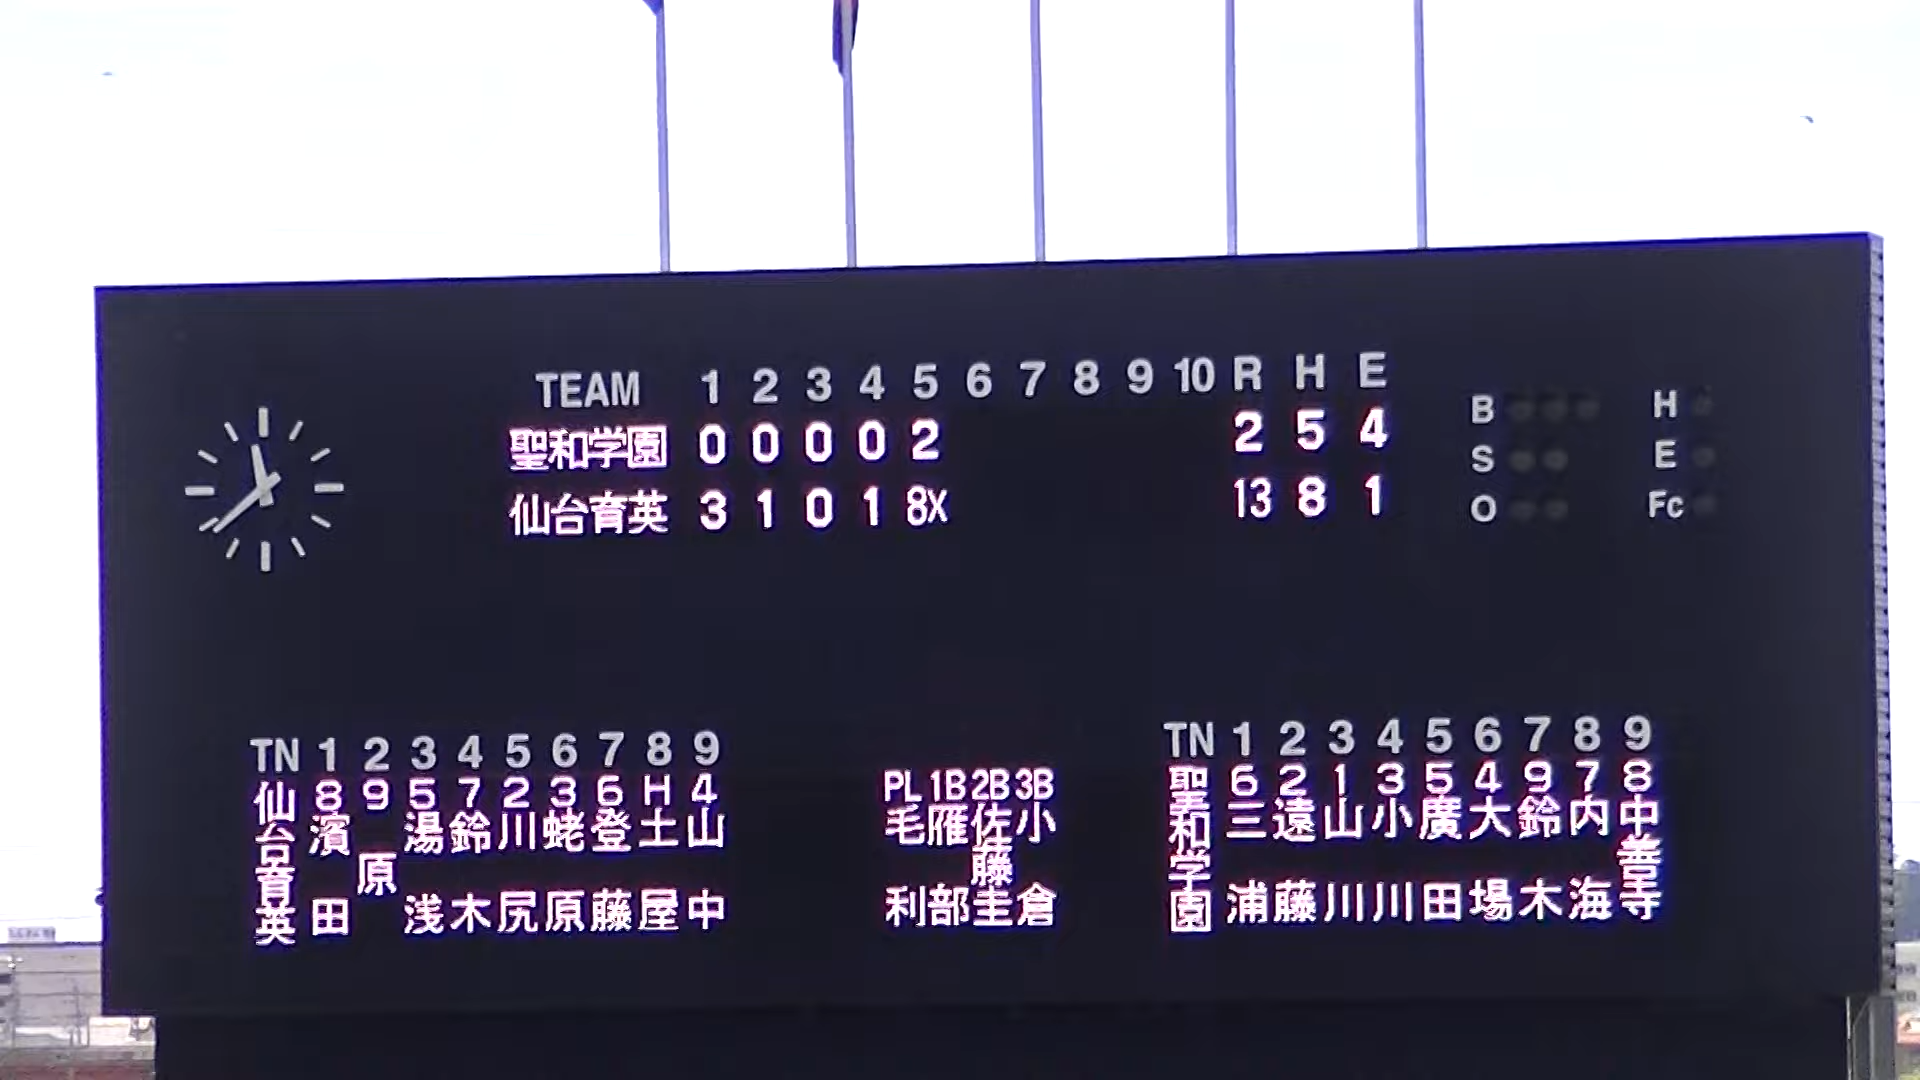 TEAM 1 2 3 4 5 6 7 8 9 10 R H E
聖和学園 0 0 0 0 2 2 5 4
仙台育英 3 1 0 1 8X 13 8 1
B H
S E
O Fc
TN 1 2 3 4 5 6 7 8 9
仙台育英 8 9 5 7 2 3 6 H 4
濱田 原 湯浅 鈴木 川尻 蛯原 登藤 土屋 山中
PL 1B 2B 3B
毛利 雁部 佐藤圭 小倉
TN 1 2 3 4 5 6 7 8 9
聖和学園 6 2 1 3 5 4 9 7 8
三浦 遠藤 山川 小川 廣田 大場 鈴木 内海 中善寺